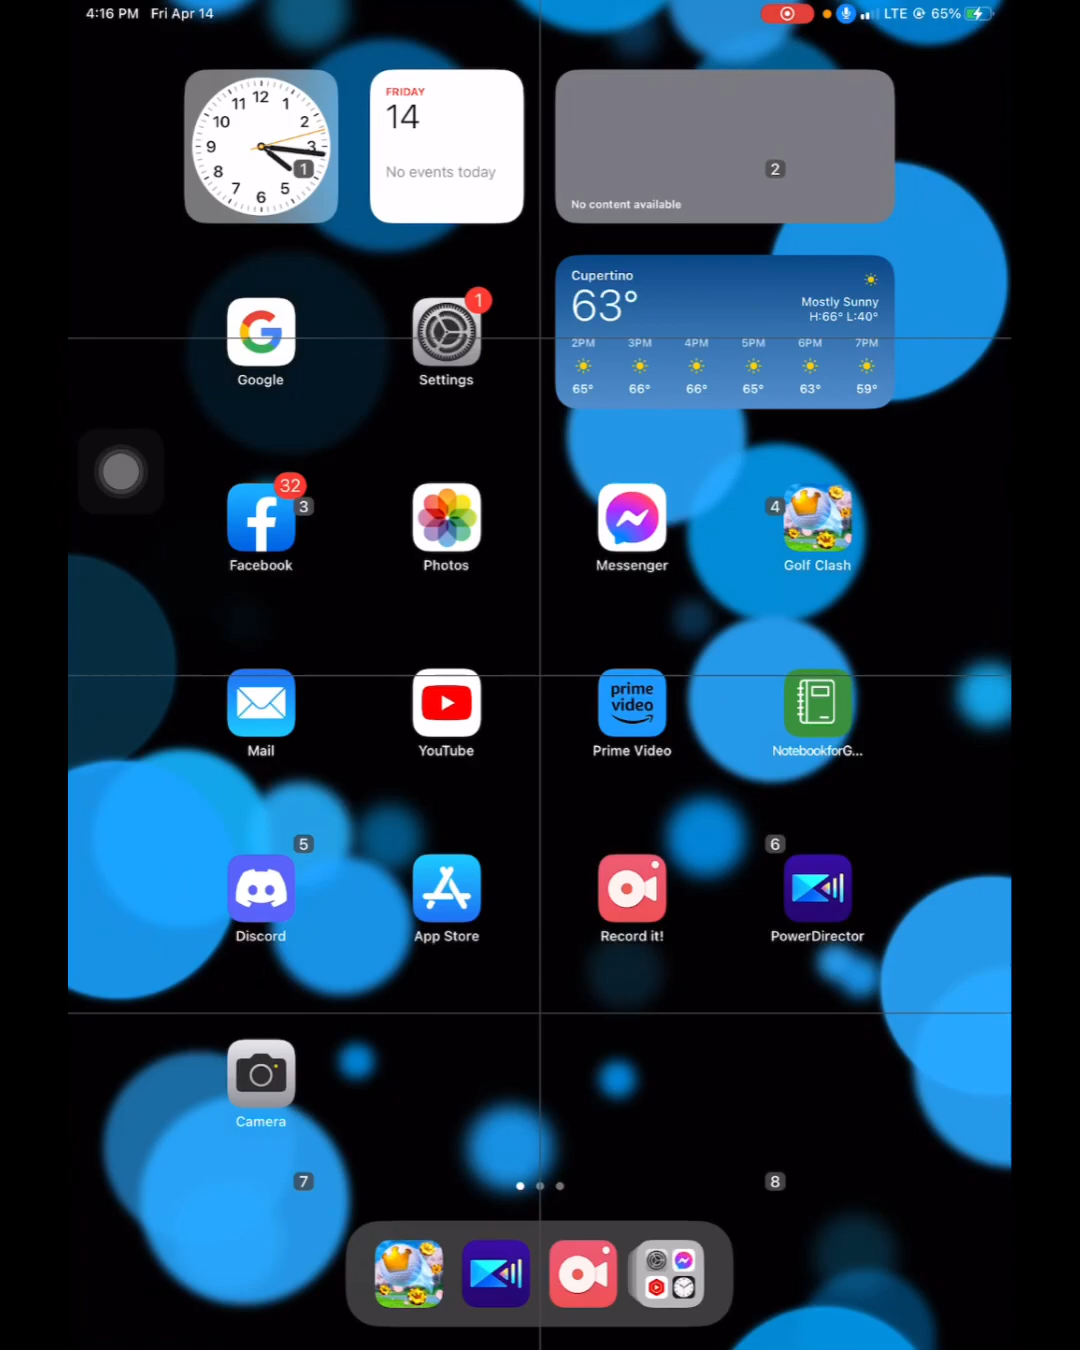 4:16 PM Fri Apr 14
LTE 65%
12
11 1
10 2
9 3
8 4
7 5
6
1
FRIDAY
14
No events today
2
No content available
Cupertino
63°
Mostly Sunny
H:66° L:40°
2PM 3PM 4PM 5PM 6PM 7PM
65° 66° 66° 65° 63° 59°
1
Google Settings
32
3
4
Facebook Photos Messenger Golf Clash
prime
video
Mail YouTube Prime Video NotebookforG...
5
6
Discord App Store Record it! PowerDirector
Camera
7
8